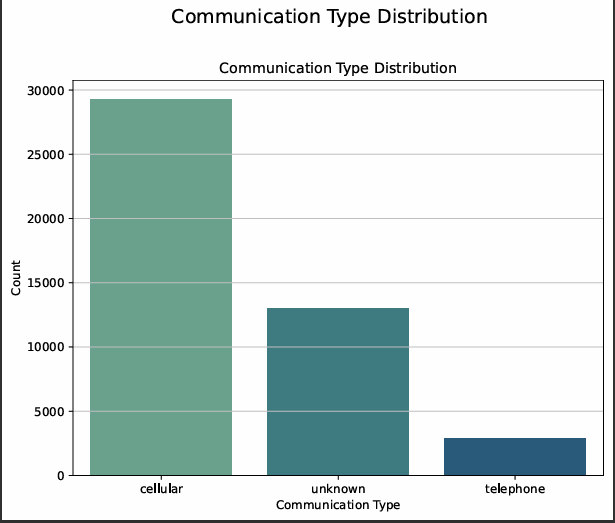 Communication Type Distribution
Communication Type Distribution
30000
25000
20000
15000
10000
5000
0
Count
cellular unknown telephone
Communication Type